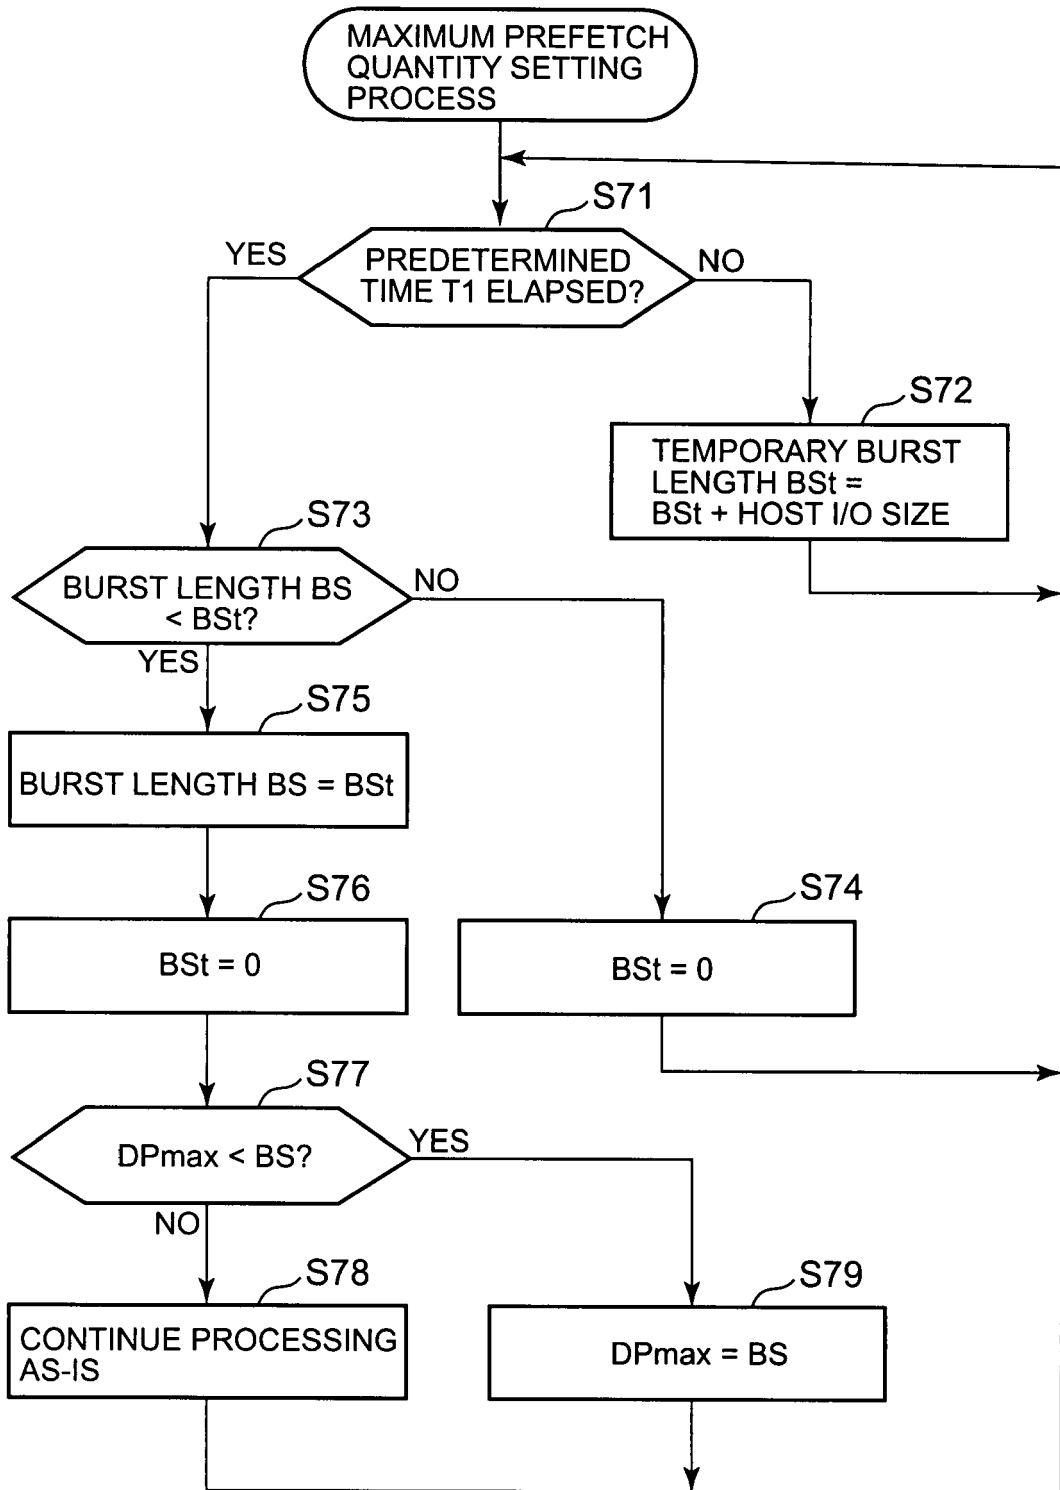 MAXIMUM PREFETCH
QUANTITY SETTING
PROCESS
S71
YES
PREDETERMINED
TIME T1 ELAPSED?
NO
S72
TEMPORARY BURST
LENGTH BSt =
BSt + HOST I/O SIZE
S73
BURST LENGTH BS
< BSt?
NO
YES
S75
BURST LENGTH BS = BSt
S76
BSt = 0
S74
BSt = 0
S77
DPmax < BS?
YES
NO
S78
CONTINUE PROCESSING
AS-IS
S79
DPmax = BS